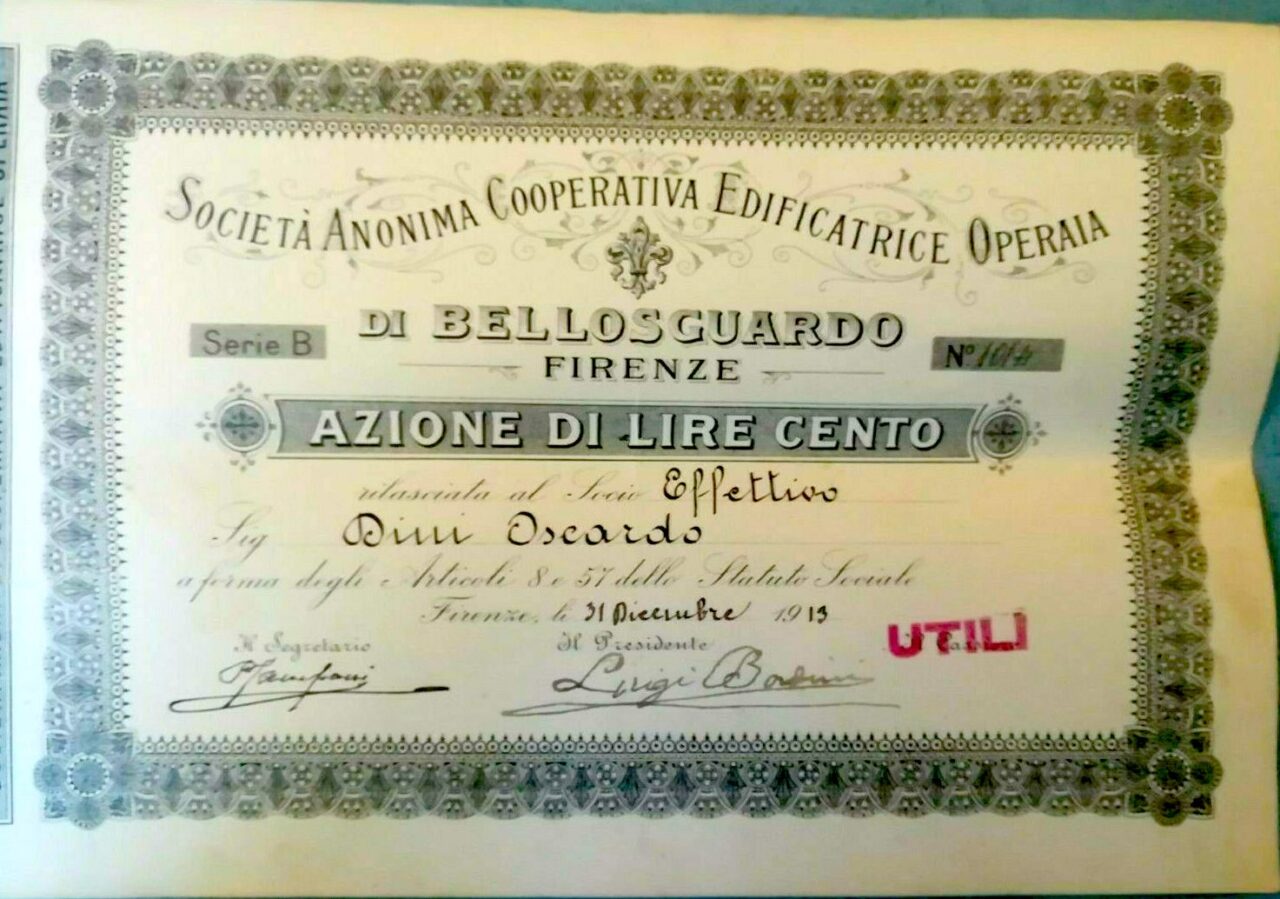 SOCIETÀ ANONIMA COOPERATIVA EDIFICATRICE OPERAIA
DI BELLOSGUARDO
Serie B
Nº 1014
FIRENZE
AZIONE DI LIRE CENTO
rilasciata al Socio Effettivo
Sig Dini Oscardo
a forma degli Articoli 8 e 57 dello Statuto Sociale
Firenze, li 31 Dicembre 1913
Il Segretario Il Presidente
UTILI
Luigi